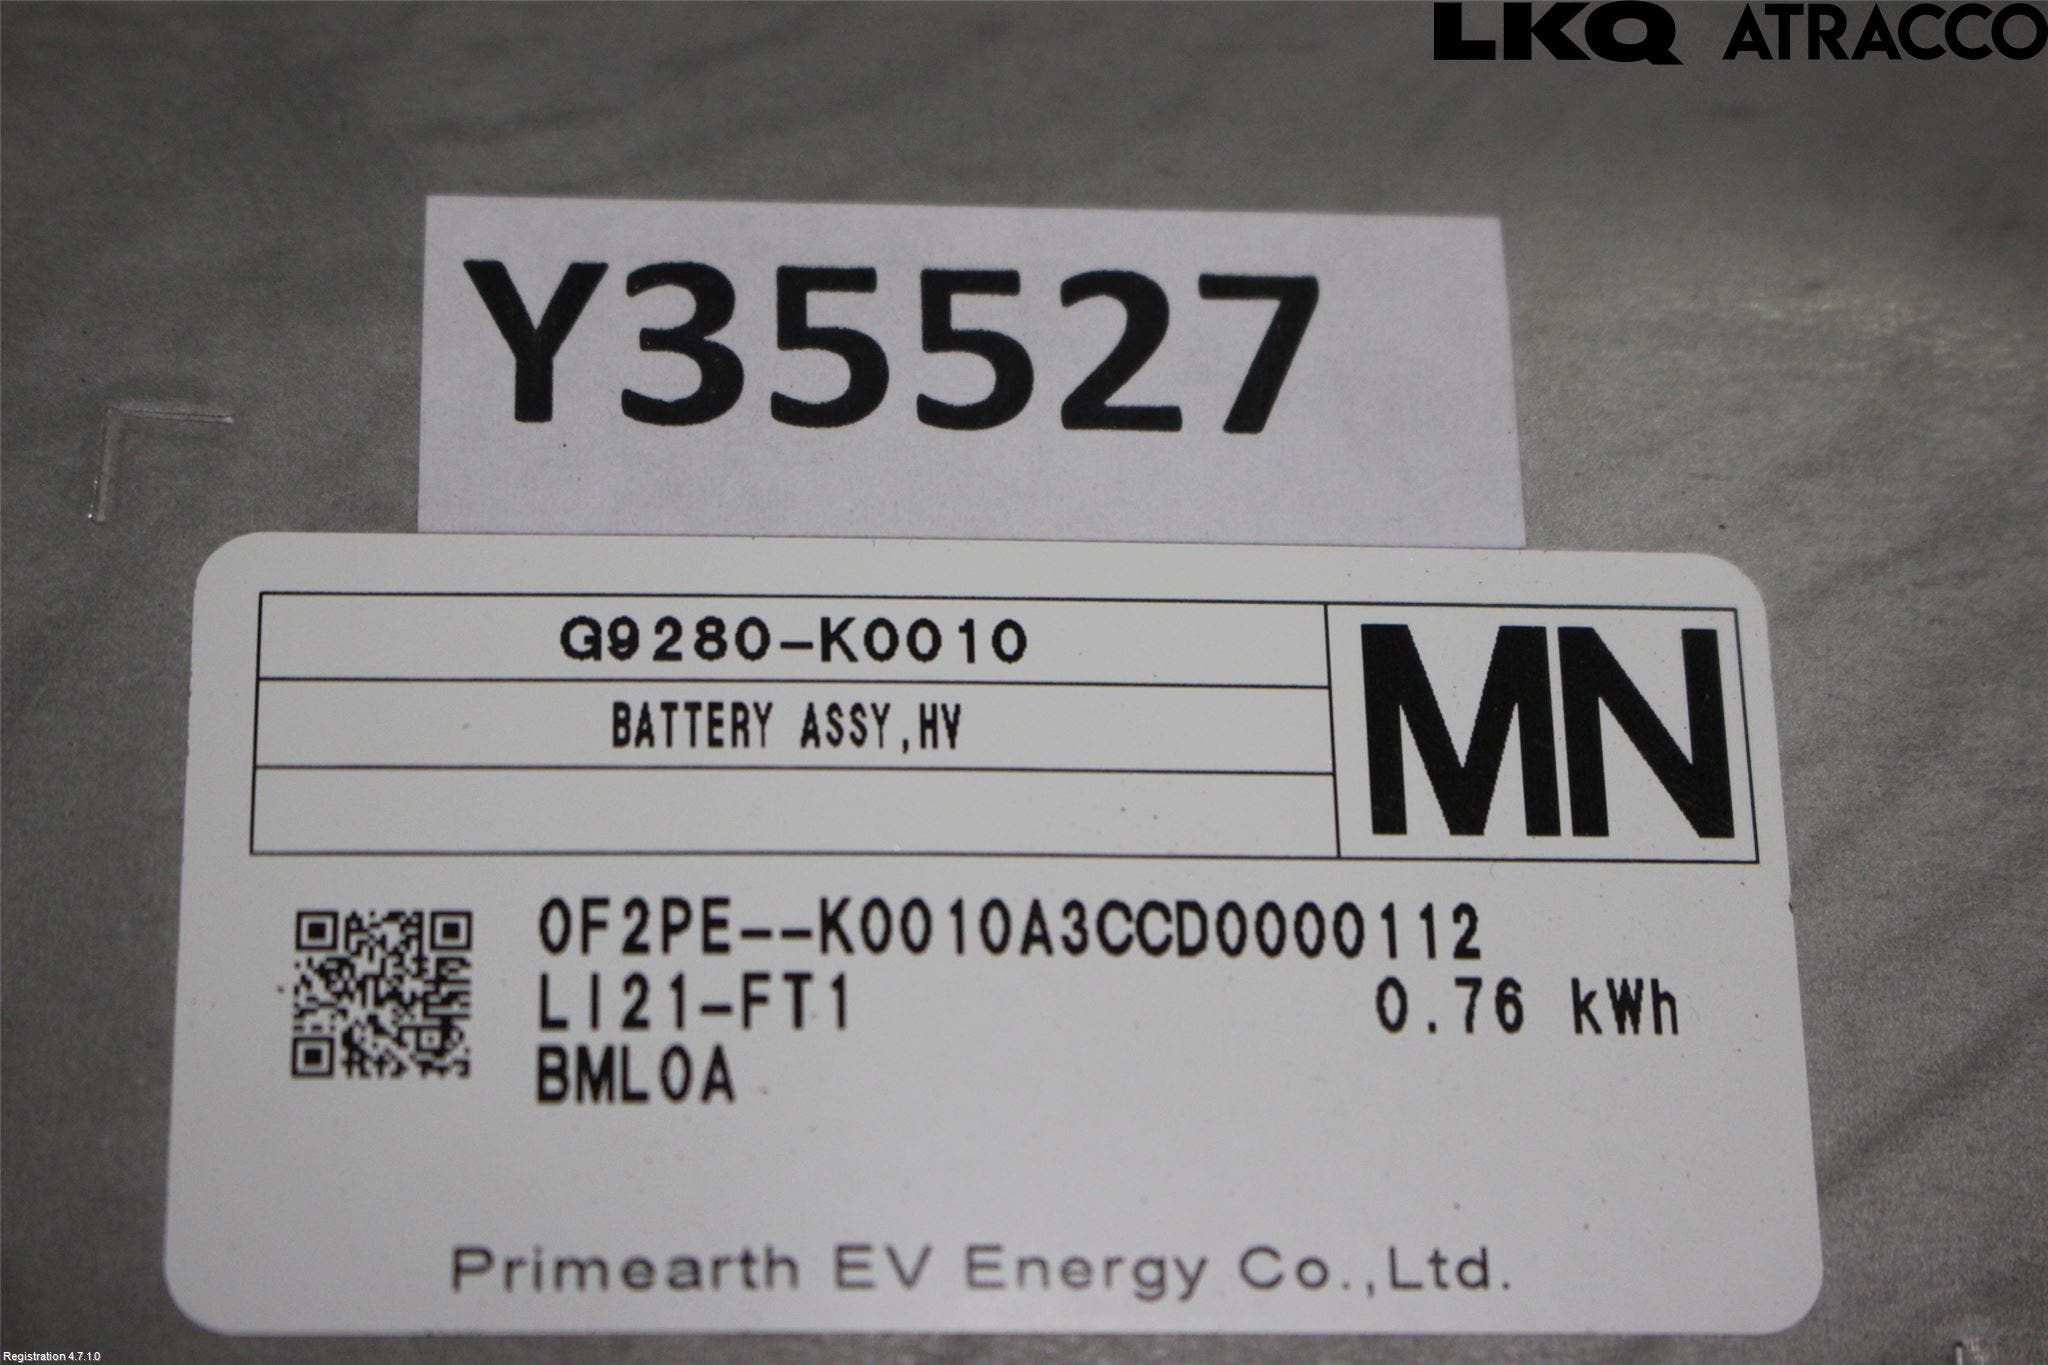 LKQ ATRACCO
Y35527
G9280-K0010
BATTERY ASSY,HV
MN
0F2PE--K0010A3CCD0000112
LI21-FT1 0.76 kWh
BML0A
Primearth EV Energy Co.,Ltd.
Registration 4.7.1.0